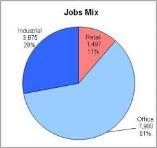 Jobs Mix
Industrial
3,675
28%
Retail
1,497
11%
Office
7,980
61%